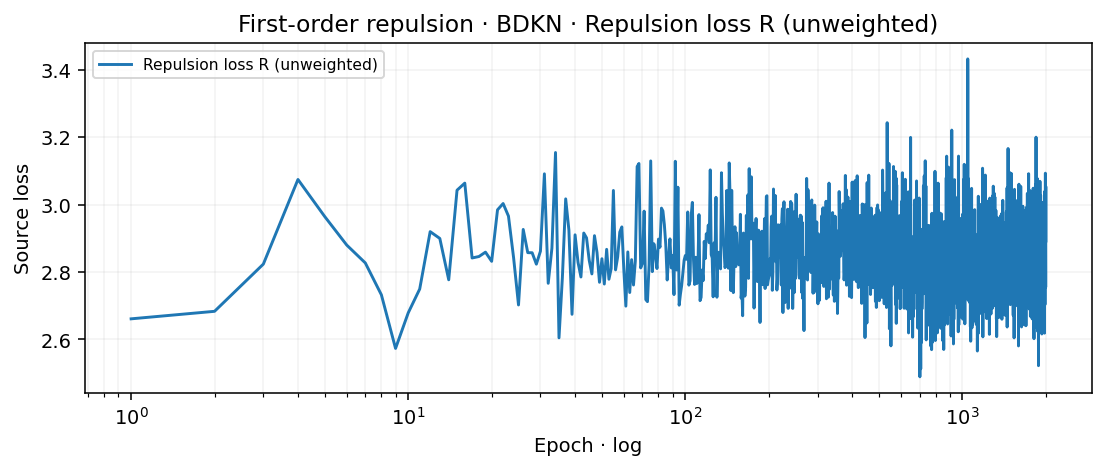 First-order repulsion · BDKN · Repulsion loss R (unweighted)
Repulsion loss R (unweighted)
Source loss
3.4
3.2
3.0
2.8
2.6
10⁰ 10¹ 10² 10³
Epoch · log